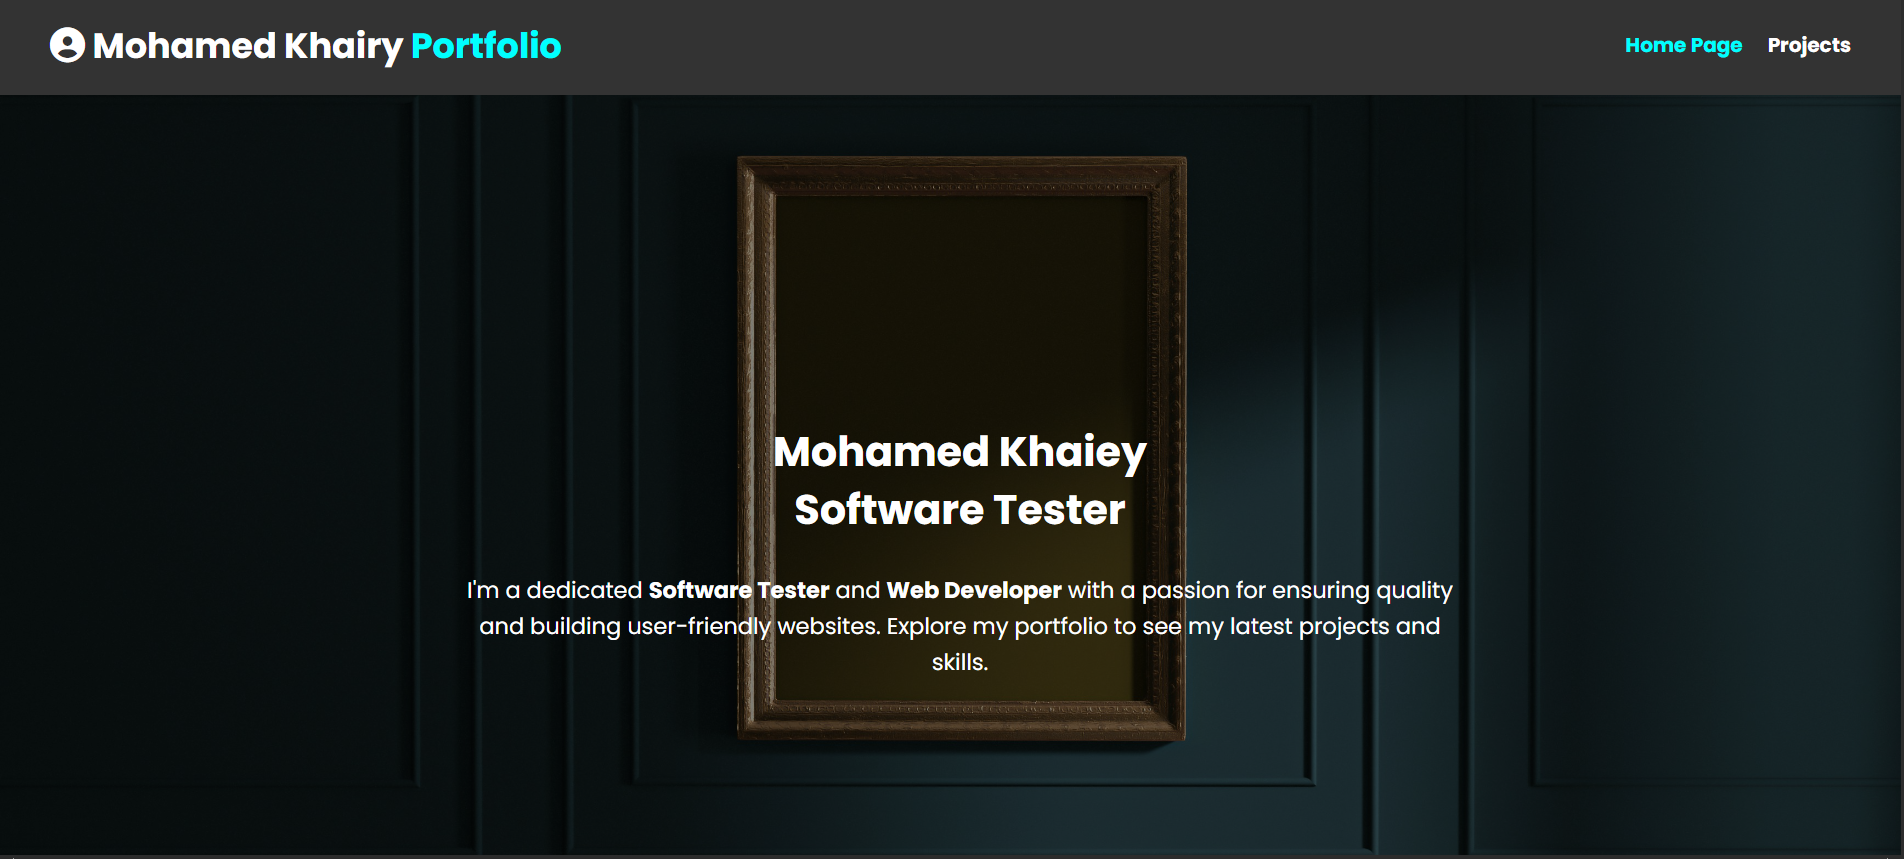 Mohamed Khairy Portfolio
Home Page Projects
Mohamed Khaiey
Software Tester
I'm a dedicated Software Tester and Web Developer with a passion for ensuring quality
and building user-friendly websites. Explore my portfolio to see my latest projects and
skills.